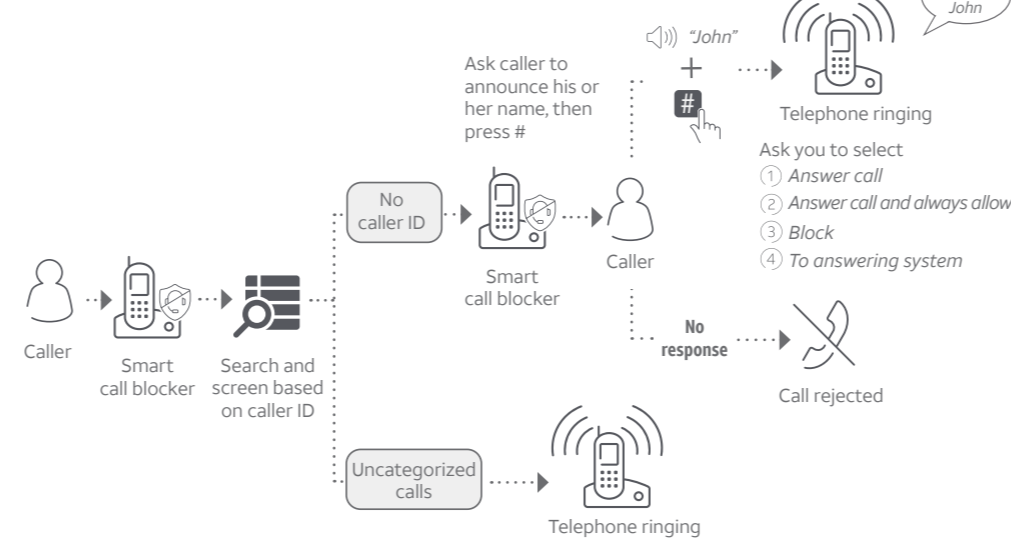 John
"John"
+
#
Ask caller to
announce his or
her name, then
press #
Telephone ringing
Ask you to select
1 Answer call
2 Answer call and always allow
3 Block
4 To answering system
No
caller ID
Smart
call blocker
Caller
Caller
Smart
call blocker
Search and
screen based
on caller ID
No
response
Call rejected
Uncategorized
calls
Telephone ringing